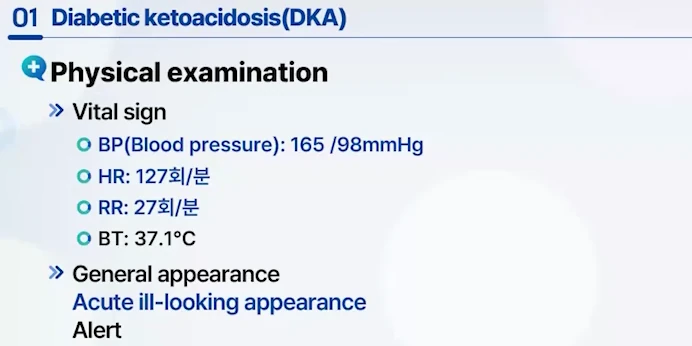 01 Diabetic ketoacidosis(DKA)
Physical examination
Vital sign
BP(Blood pressure): 165 /98mmHg
HR: 127회/분
RR: 27회/분
BT: 37.1°C
General appearance
Acute ill-looking appearance
Alert